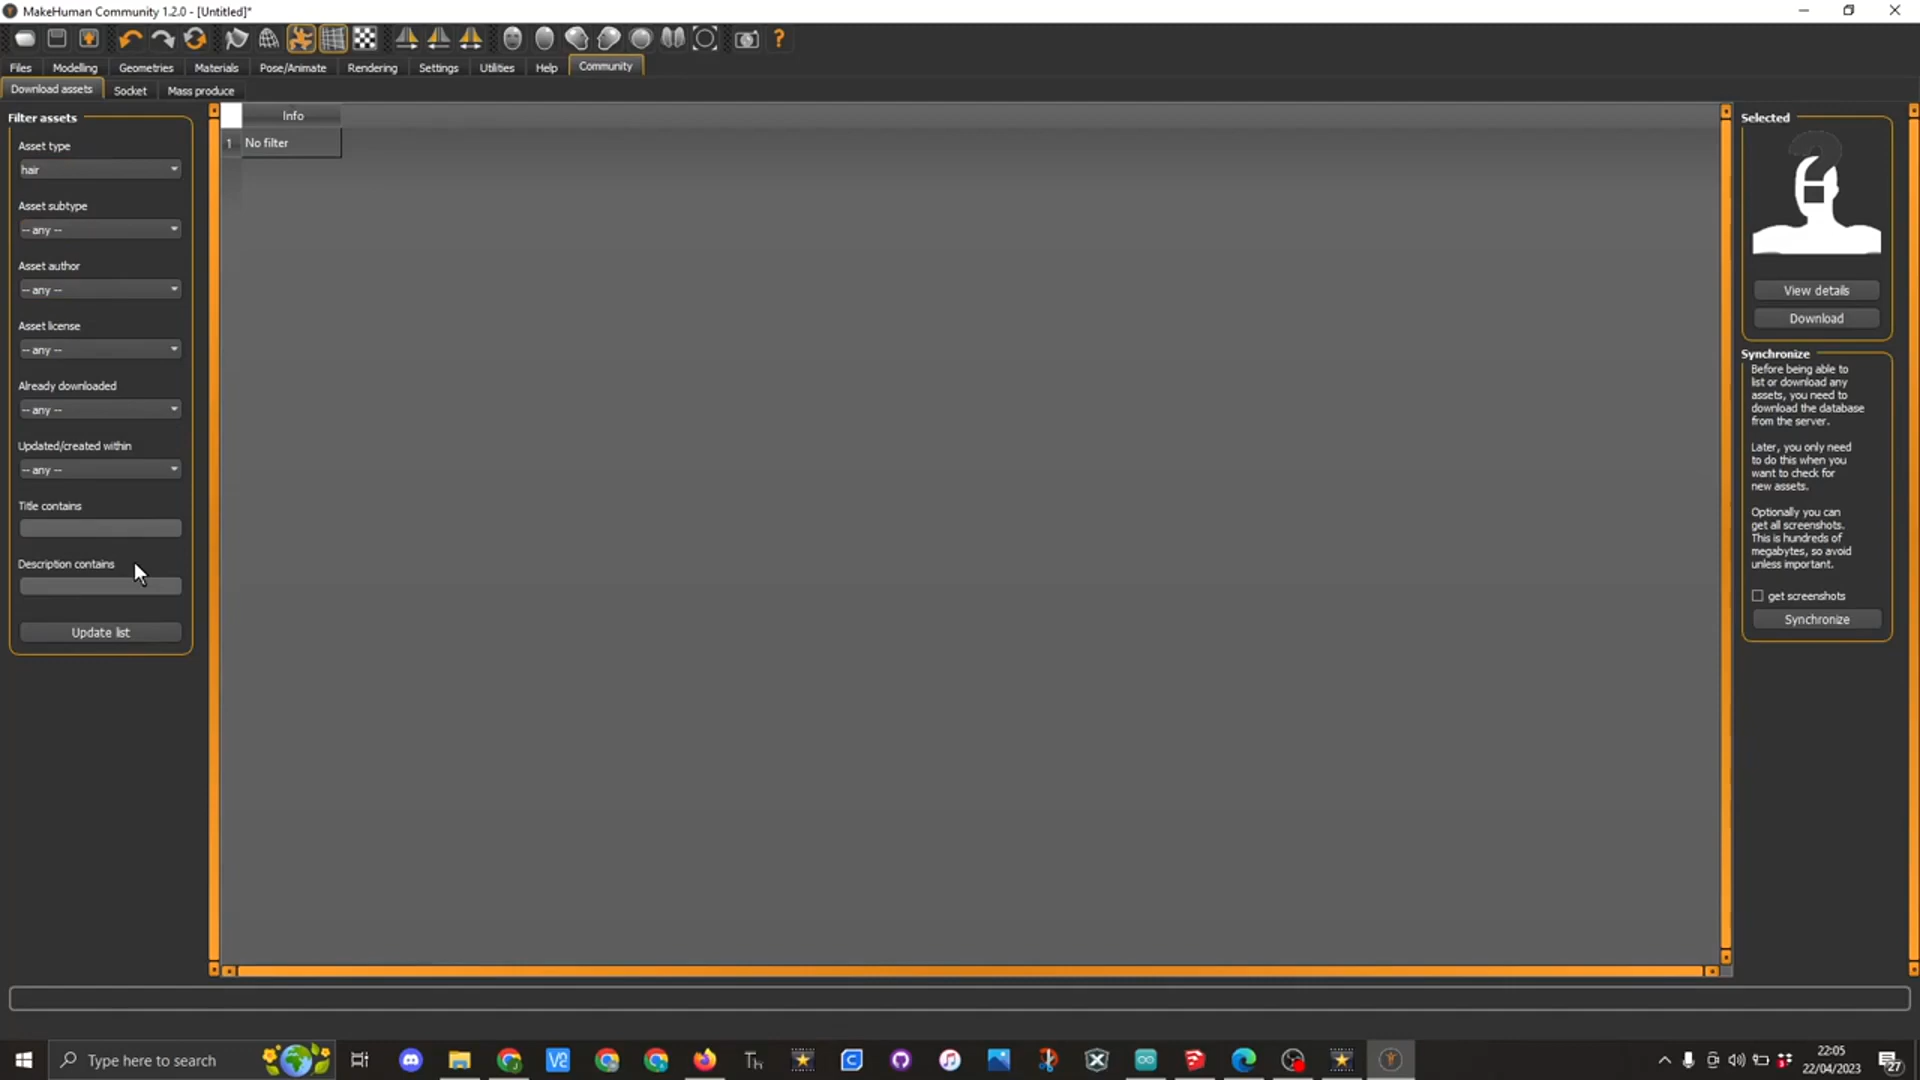 MakeHuman Community 1.2.0 - [Untitled]*
Files Modelling Geometries Materials Pose/Animate Rendering Settings Utilities Help Community
Download assets Socket Mass produce
Filter assets
Asset type
hair
Asset subtype
-- any --
Asset author
-- any --
Asset license
-- any --
Already downloaded
-- any --
Updated/created within
-- any --
Title contains
Description contains
Update list
Info
1 No filter
Selected
View details
Download
Synchronize
Before being able to
list or download any
assets, you need to
download the database
from the server.
Later, you only need
to do this when you
want to check for
new assets.
Optionally you can
get all screenshots.
This is hundreds of
megabytes, so avoid
unless important.
get screenshots
Synchronize
Type here to search
Th
22:05
22/04/2023
27